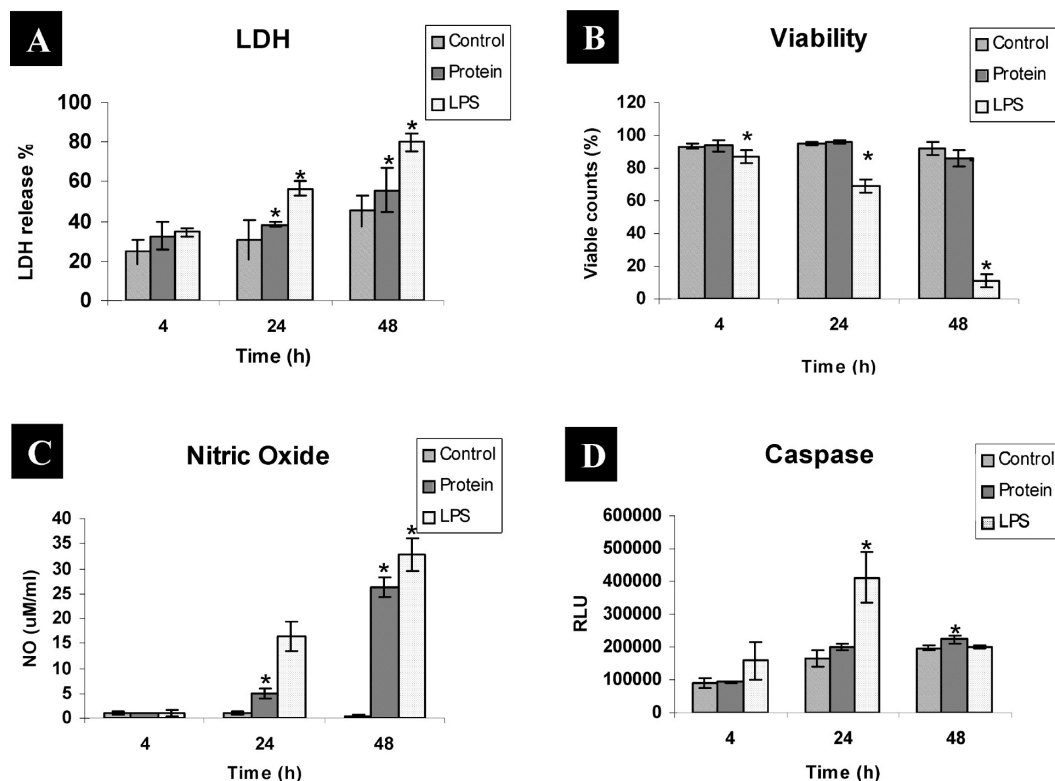 A
LDH
Control
Protein
LPS
100
80
60
40
20
0
LDH release %
* * * *
4 24 48
Time (h)
B
Viability
Control
Protein
LPS
120
100
80
60
40
20
0
Viable counts (%)
* * *
4 24 48
Time (h)
C
Nitric Oxide
Control
Protein
LPS
40
35
30
25
20
15
10
5
0
NO (uM/ml)
* * *
4 24 48
Time (h)
D
Caspase
Control
Protein
LPS
600000
500000
400000
300000
200000
100000
0
RLU
* *
4 24 48
Time (h)